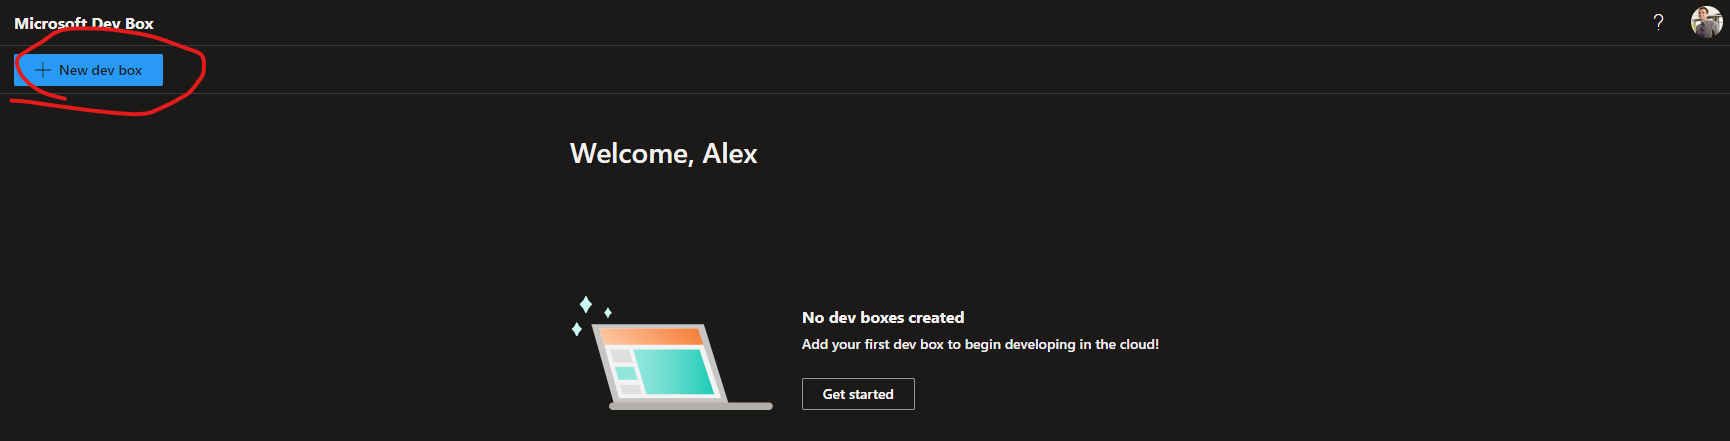 Microsoft Dev Box
?
New dev box
Welcome, Alex
No dev boxes created
Add your first dev box to begin developing in the cloud!
Get started